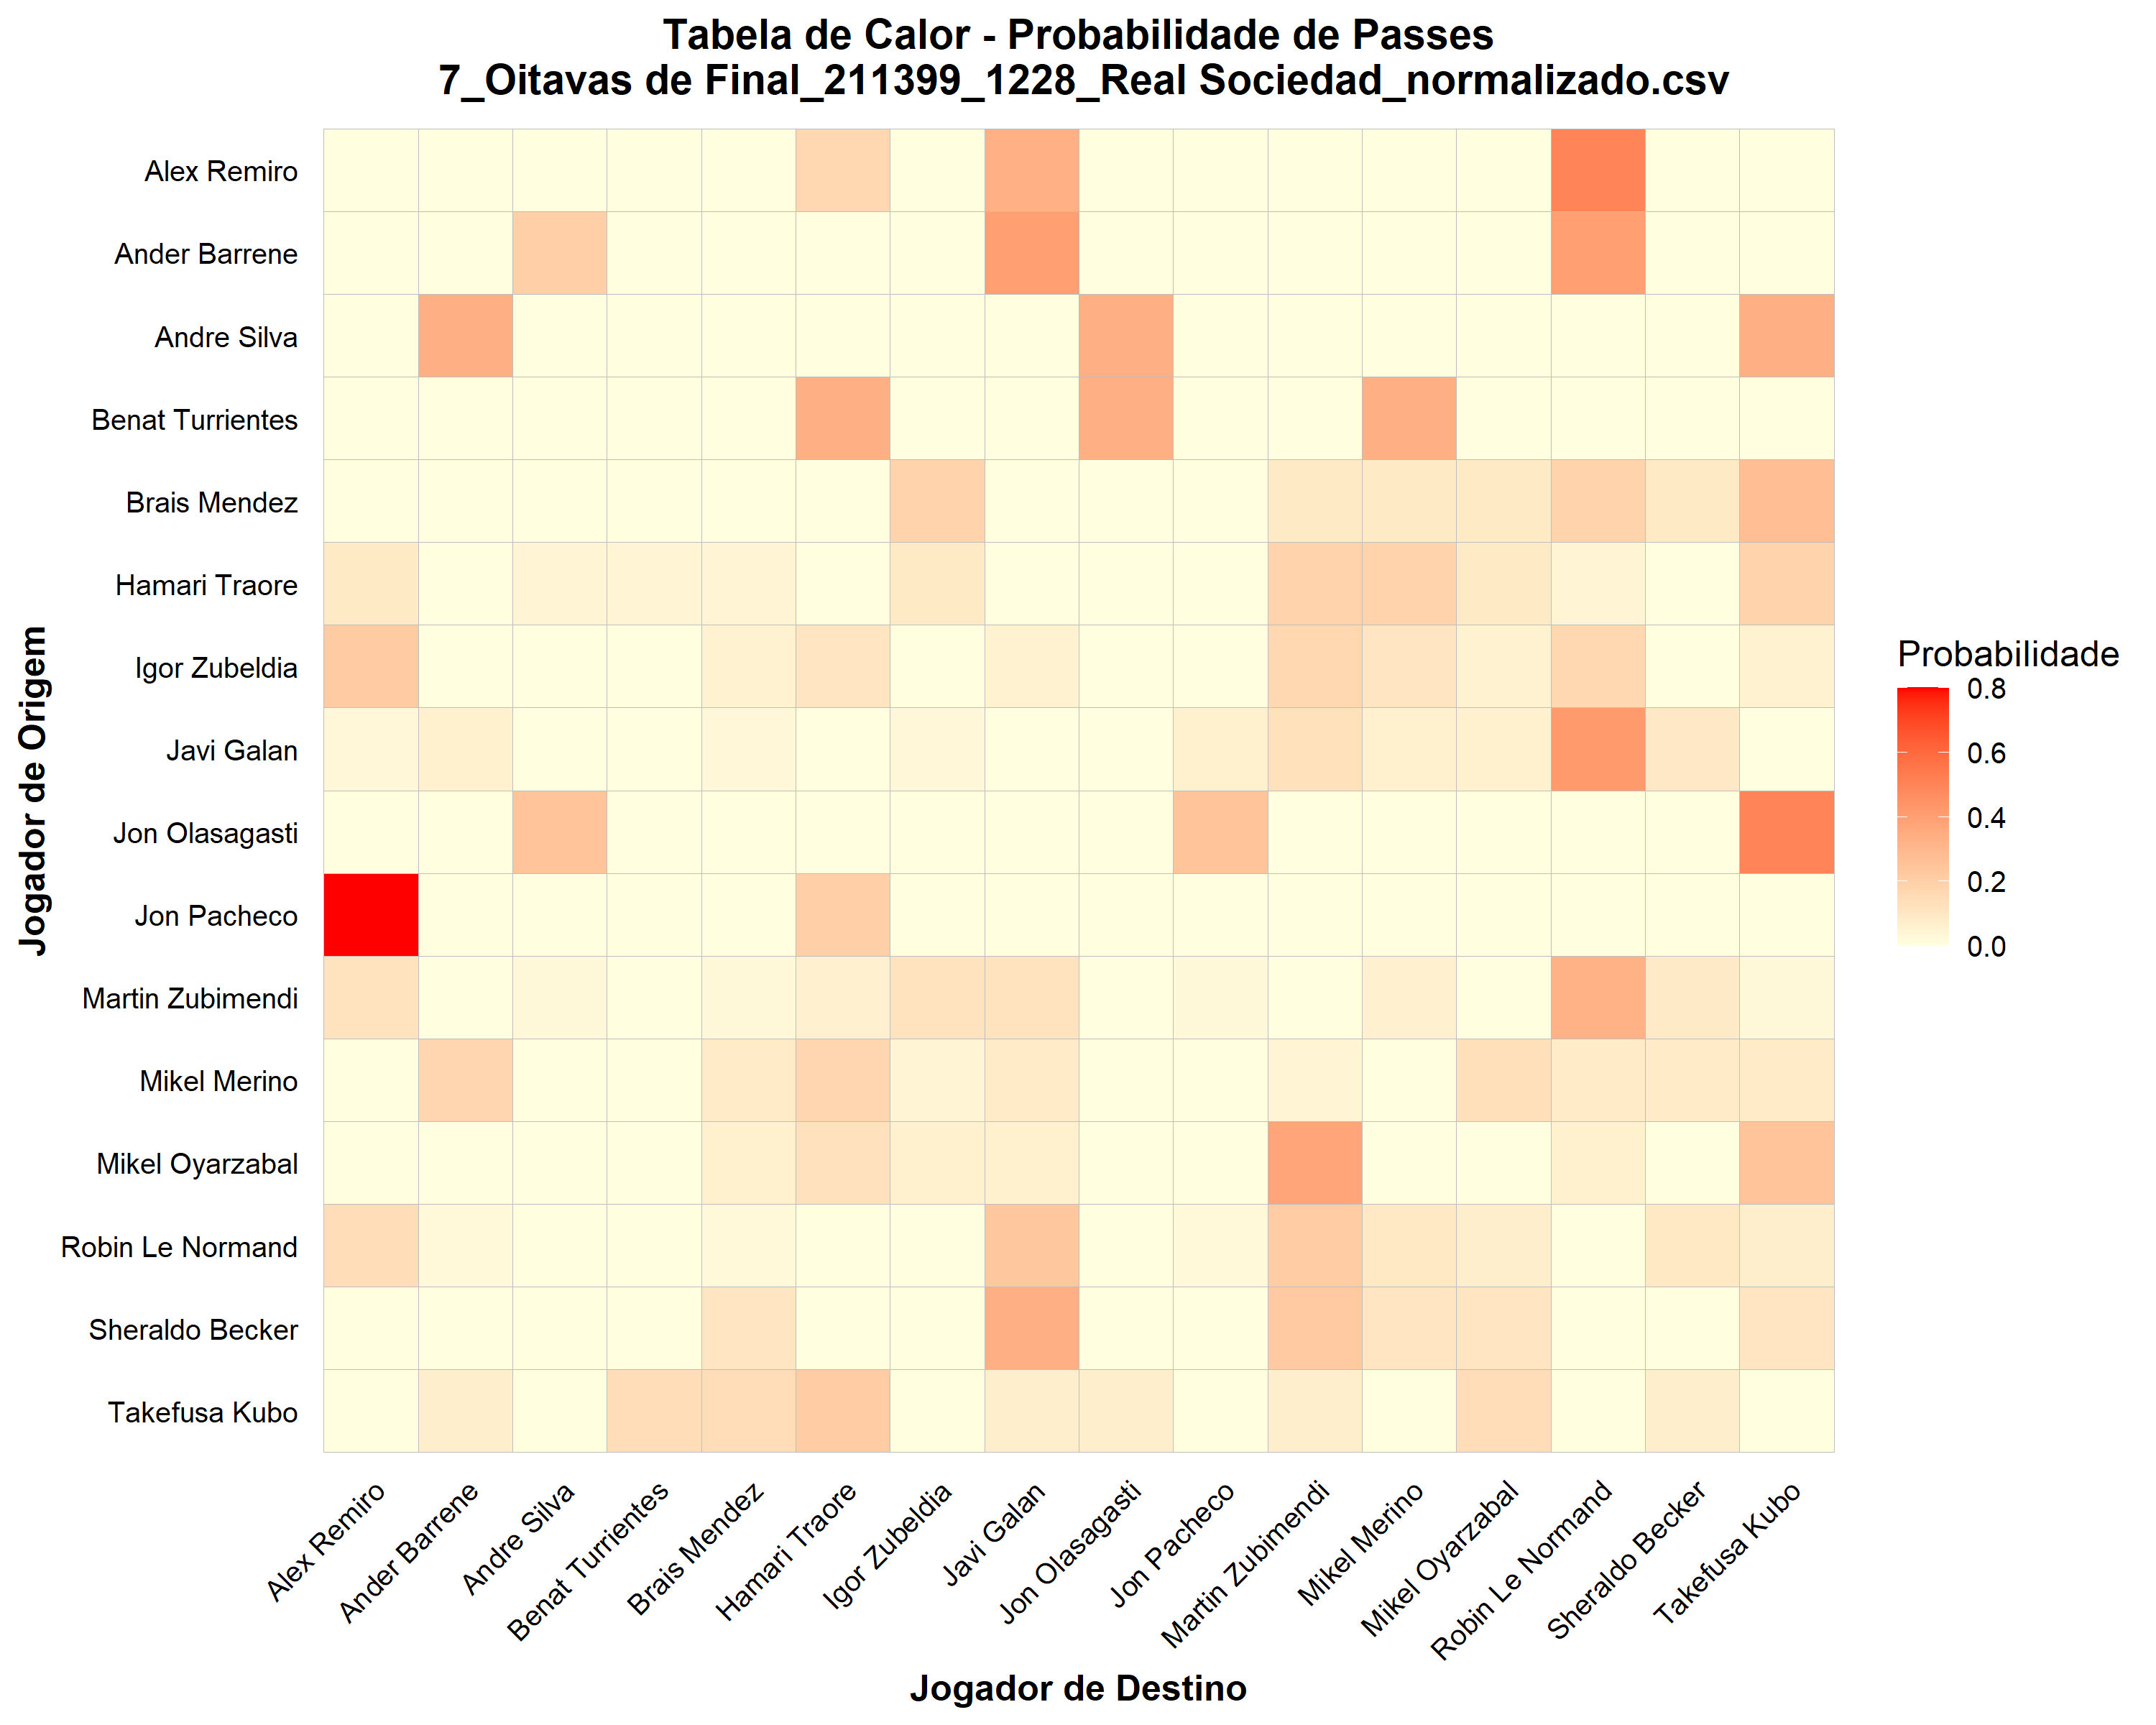 Tabela de Calor - Probabilidade de Passes
7_Oitavas de Final_211399_1228_Real Sociedad_normalizado.csv
Jogador de Origem
Alex Remiro
Ander Barrene
Andre Silva
Benat Turrientes
Brais Mendez
Hamari Traore
Igor Zubeldia
Javi Galan
Jon Olasagasti
Jon Pacheco
Martin Zubimendi
Mikel Merino
Mikel Oyarzabal
Robin Le Normand
Sheraldo Becker
Takefusa Kubo
Alex Remiro
Ander Barrene
Andre Silva
Benat Turrientes
Brais Mendez
Hamari Traore
Igor Zubeldia
Javi Galan
Jon Olasagasti
Jon Pacheco
Martin Zubimendi
Mikel Merino
Mikel Oyarzabal
Robin Le Normand
Sheraldo Becker
Takefusa Kubo
Jogador de Destino
Probabilidade
0.8
0.6
0.4
0.2
0.0